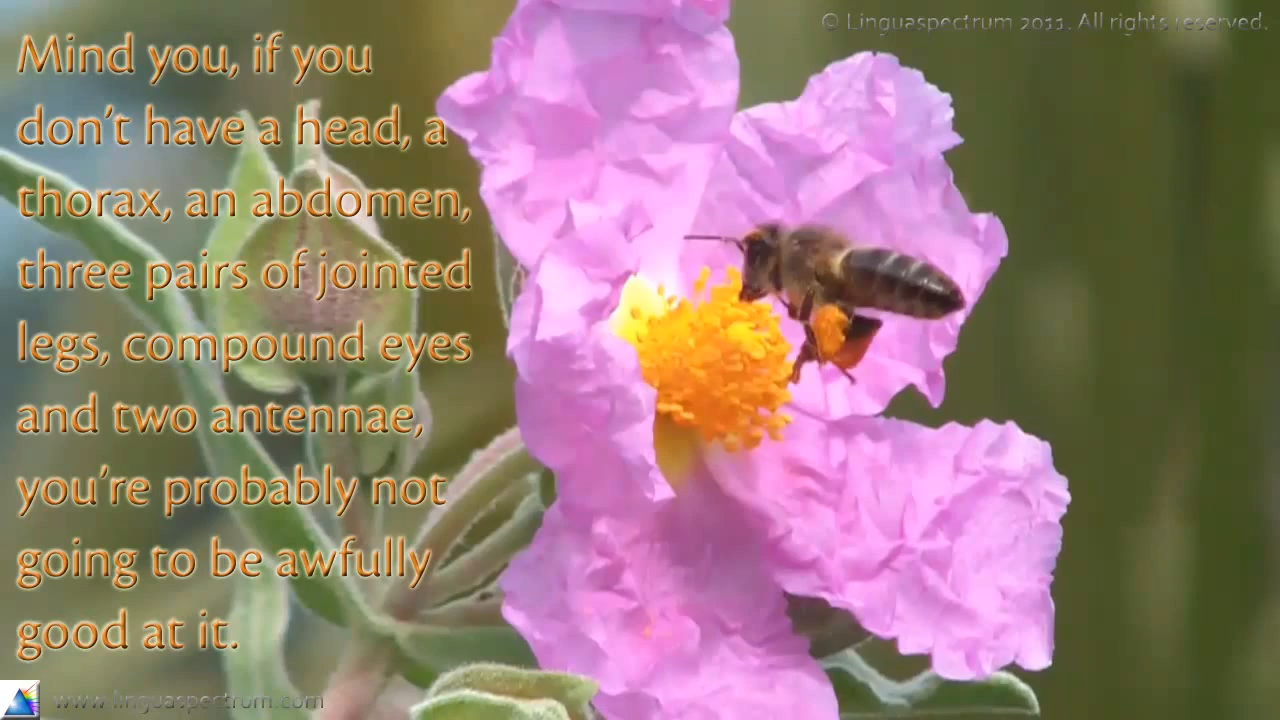 © Linguaspectrum 2011. All rights reserved.
Mind you, if you
don't have a head, a
thorax, an abdomen,
three pairs of jointed
legs, compound eyes
and two antennae,
you're probably not
going to be awfully
good at it.
www.linguaspectrum.com